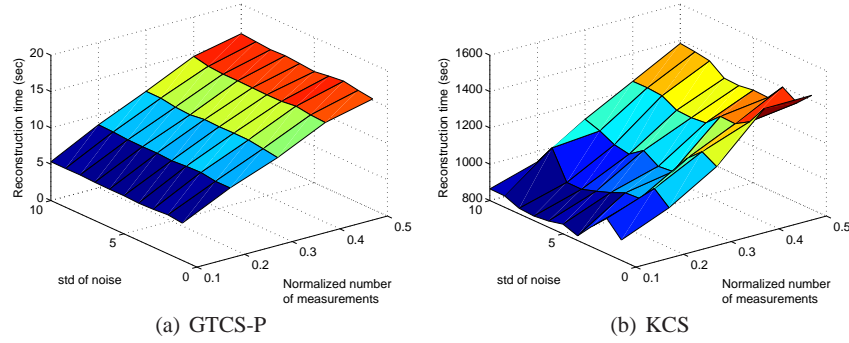 20
15
10
5
0
Reconstruction time (sec)
10
5
0
std of noise
0.1
0.2
0.3
0.4
0.5
Normalized number
of measurements
(a) GTCS-P
1600
1400
1200
1000
800
Reconstruction time (sec)
10
5
0
std of noise
0.1
0.2
0.3
0.4
0.5
Normalized number
of measurements
(b) KCS